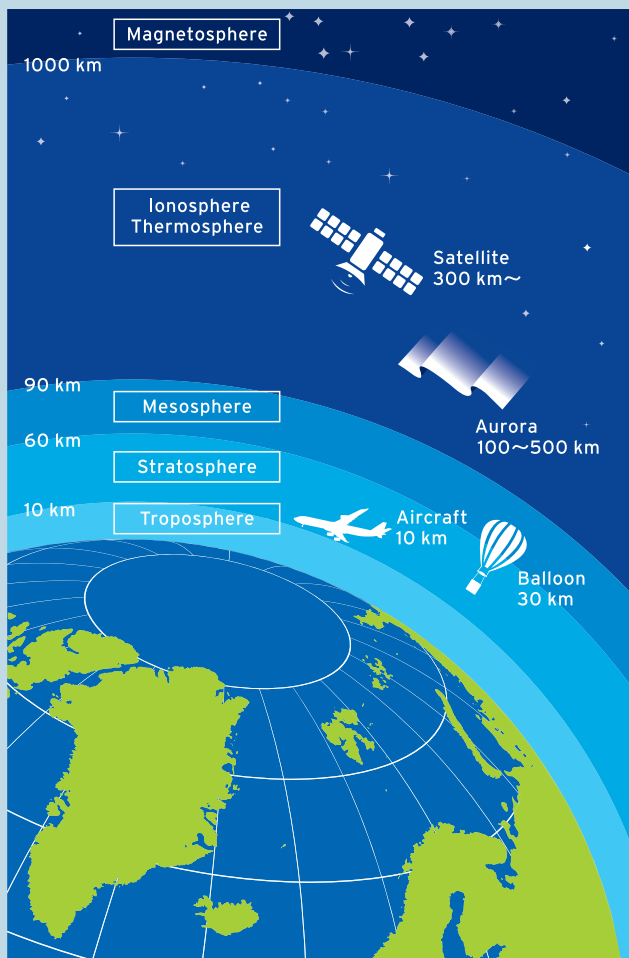 Magnetosphere
1000 km
Ionosphere
Thermosphere
Satellite
300 km～
90 km
Mesosphere
Aurora
100～500 km
60 km
Stratosphere
10 km
Troposphere
Aircraft
10 km
Balloon
30 km